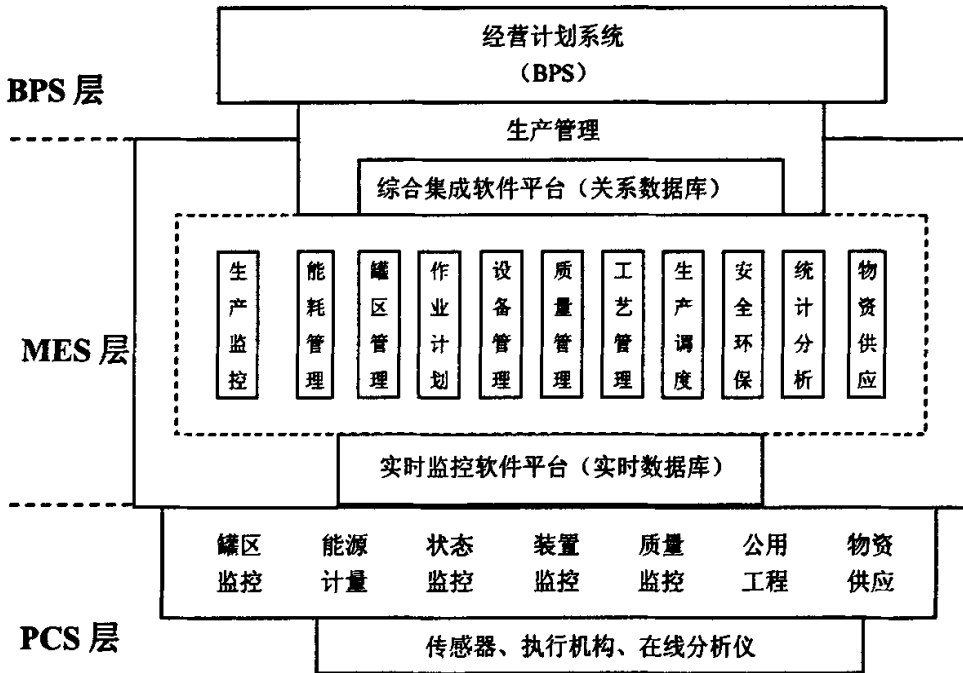 经营计划系统
（BPS）
BPS 层
生产管理
综合集成软件平台（关系数据库）
生产监控
能耗管理
罐区管理
作业计划
设备管理
质量管理
工艺管理
生产调度
安全环保
统计分析
物资供应
MES 层
实时监控软件平台（实时数据库）
罐区 能源 状态 装置 质量 公用 物资
监控 计量 监控 监控 监控 工程 供应
PCS 层
传感器、执行机构、在线分析仪